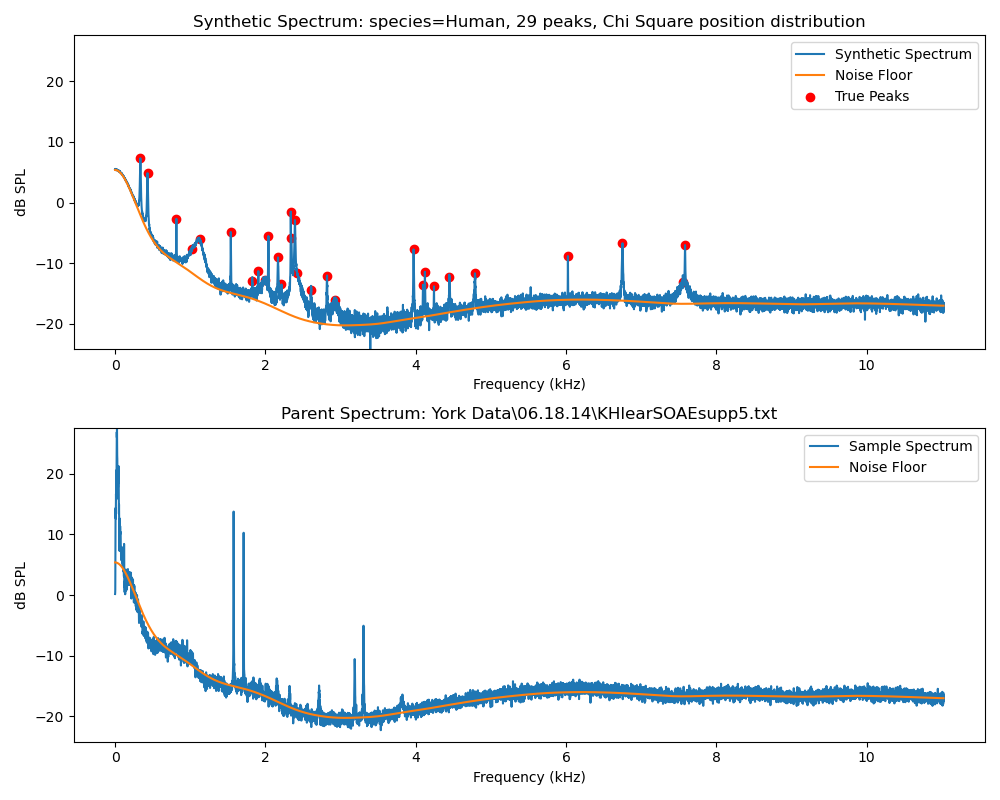 Synthetic Spectrum: species=Human, 29 peaks, Chi Square position distribution
dB SPL
20
10
0
−10
−20
Synthetic Spectrum
Noise Floor
True Peaks
0 2 4 6 8 10
Frequency (kHz)
Parent Spectrum: York Data\06.18.14\KHlearSOAEsupp5.txt
dB SPL
20
10
0
−10
−20
Sample Spectrum
Noise Floor
0 2 4 6 8 10
Frequency (kHz)